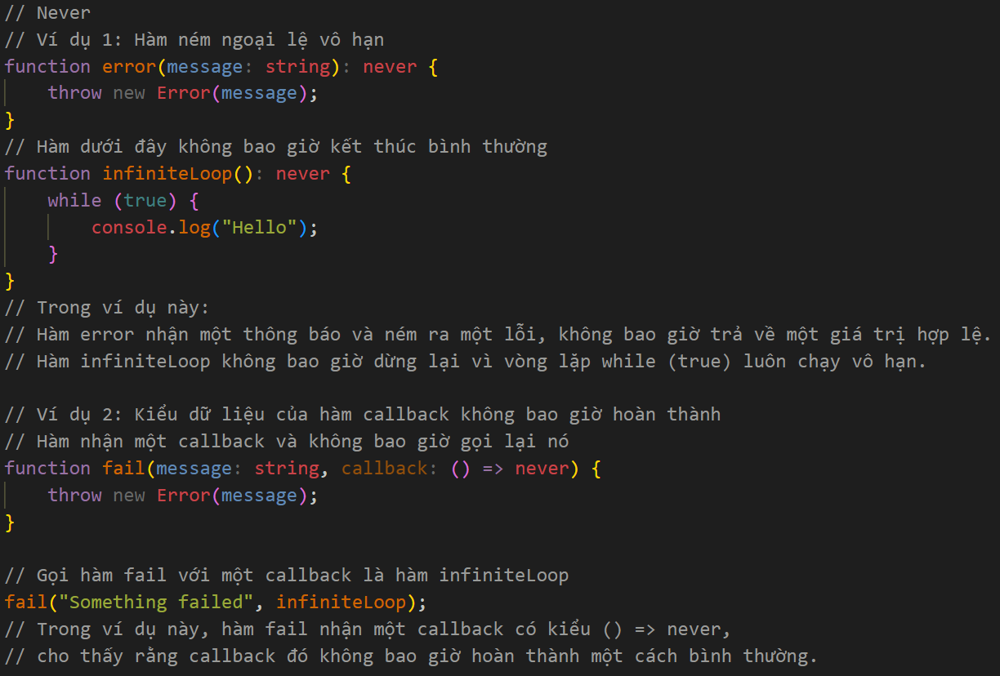 // Never
// Ví dụ 1: Hàm ném ngoại lệ vô hạn
function error(message: string): never {
    throw new Error(message);
}
// Hàm dưới đây không bao giờ kết thúc bình thường
function infiniteLoop(): never {
    while (true) {
        console.log("Hello");
    }
}
// Trong ví dụ này:
// Hàm error nhận một thông báo và ném ra một lỗi, không bao giờ trả về một giá trị hợp lệ.
// Hàm infiniteLoop không bao giờ dừng lại vì vòng lặp while (true) luôn chạy vô hạn.

// Ví dụ 2: Kiểu dữ liệu của hàm callback không bao giờ hoàn thành
// Hàm nhận một callback và không bao giờ gọi lại nó
function fail(message: string, callback: () => never) {
    throw new Error(message);
}

// Gọi hàm fail với một callback là hàm infiniteLoop
fail("Something failed", infiniteLoop);
// Trong ví dụ này, hàm fail nhận một callback có kiểu () => never,
// cho thấy rằng callback đó không bao giờ hoàn thành một cách bình thường.